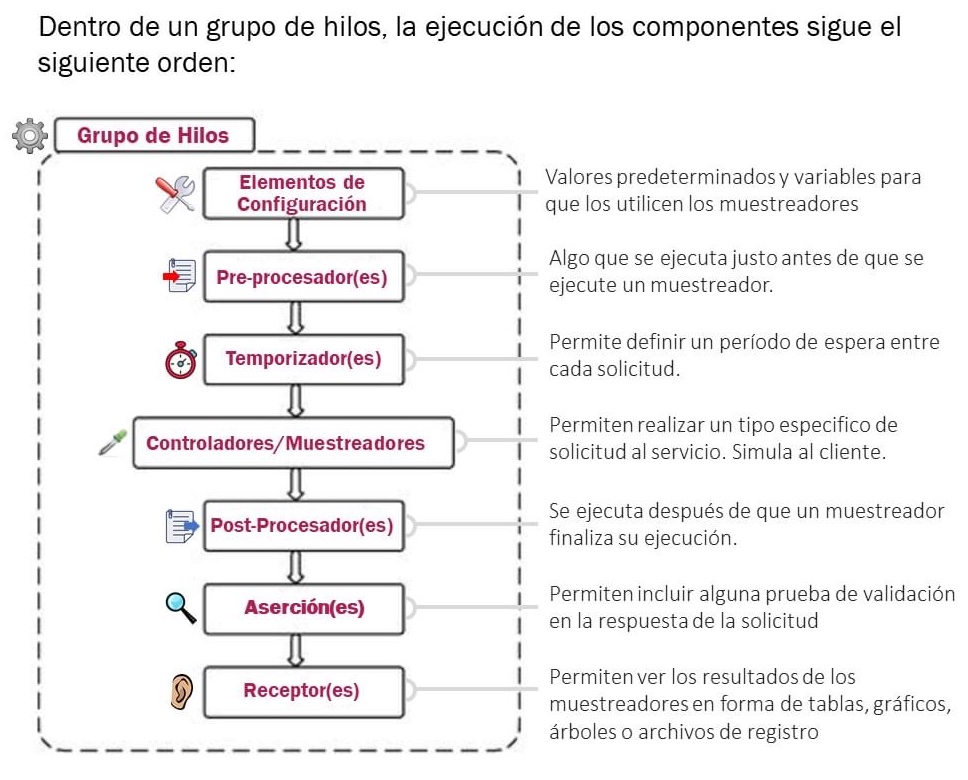 Dentro de un grupo de hilos, la ejecución de los componentes sigue el
siguiente orden:
Grupo de Hilos
Elementos de
Configuración
Valores predeterminados y variables para
que los utilicen los muestreadores
Pre-procesador(es)
Algo que se ejecuta justo antes de que se
ejecute un muestreador.
Temporizador(es)
Permite definir un período de espera entre
cada solicitud.
Controladores/Muestreadores
Permiten realizar un tipo especifico de
solicitud al servicio. Simula al cliente.
Post-Procesador(es)
Se ejecuta después de que un muestreador
finaliza su ejecución.
Aserción(es)
Permiten incluir alguna prueba de validación
en la respuesta de la solicitud
Receptor(es)
Permiten ver los resultados de los
muestreadores en forma de tablas, gráficos,
árboles o archivos de registro